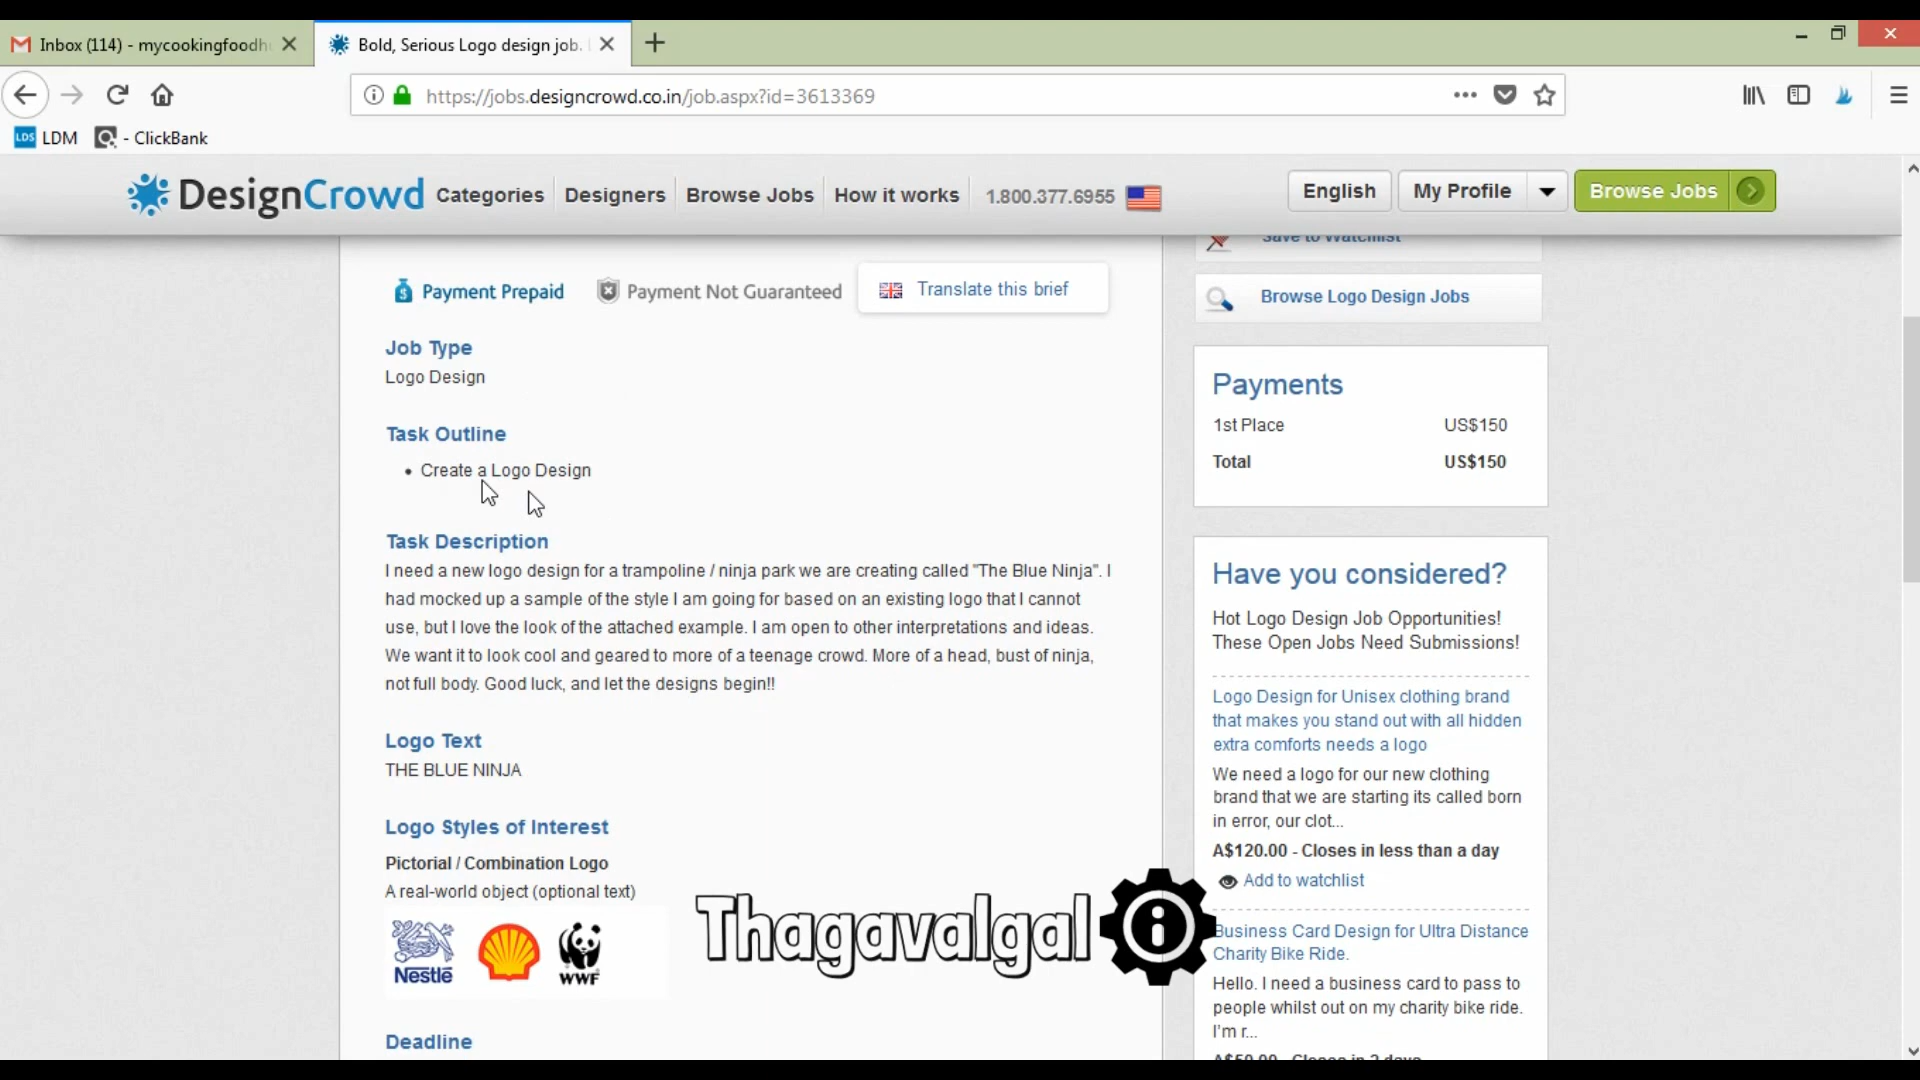 Inbox (114) - mycookingfoodh
Bold, Serious Logo design job.
https://jobs.designcrowd.co.in/job.aspx?id=3613369
LDS LDM - ClickBank
DesignCrowd Categories Designers Browse Jobs How it works 1.800.377.6955 English My Profile Browse Jobs
Save to Watchlist
Payment Prepaid Payment Not Guaranteed Translate this brief
Browse Logo Design Jobs
Job Type
Logo Design
Task Outline
• Create a Logo Design
Task Description
I need a new logo design for a trampoline / ninja park we are creating called "The Blue Ninja". I
had mocked up a sample of the style I am going for based on an existing logo that I cannot
use, but I love the look of the attached example. I am open to other interpretations and ideas.
We want it to look cool and geared to more of a teenage crowd. More of a head, bust of ninja,
not full body. Good luck, and let the designs begin!!
Logo Text
THE BLUE NINJA
Logo Styles of Interest
Pictorial / Combination Logo
A real-world object (optional text)
Nestlé
WWF
Deadline
Thagavalgal i
Payments
1st Place US$150
Total US$150
Have you considered?
Hot Logo Design Job Opportunities!
These Open Jobs Need Submissions!
Logo Design for Unisex clothing brand
that makes you stand out with all hidden
extra comforts needs a logo
We need a logo for our new clothing
brand that we are starting its called born
in error, our clot...
A$120.00 - Closes in less than a day
Add to watchlist
Business Card Design for Ultra Distance
Charity Bike Ride.
Hello. I need a business card to pass to
people whilst out on my charity bike ride.
I'm r...
A$50.00 - Closes in 2 days